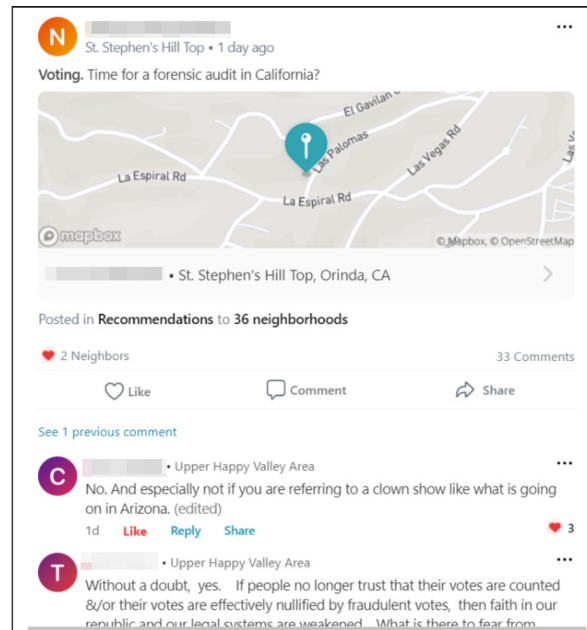 N
St. Stephen's Hill Top • 1 day ago
Voting. Time for a forensic audit in California?
El Gavilan
Las Palomas
Las Vegas Rd
Las
La Espiral Rd
La Espiral Rd
mapbox
© Mapbox, © OpenStreetMap
• St. Stephen's Hill Top, Orinda, CA
Posted in Recommendations to 36 neighborhoods
2 Neighbors
33 Comments
Like
Comment
Share
See 1 previous comment
C
• Upper Happy Valley Area
No. And especially not if you are referring to a clown show like what is going
on in Arizona. (edited)
1d Like Reply Share
3
T
• Upper Happy Valley Area
Without a doubt, yes. If people no longer trust that their votes are counted
&/or their votes are effectively nullified by fraudulent votes, then faith in our
republic and our legal systems are weakened. What is there to fear from